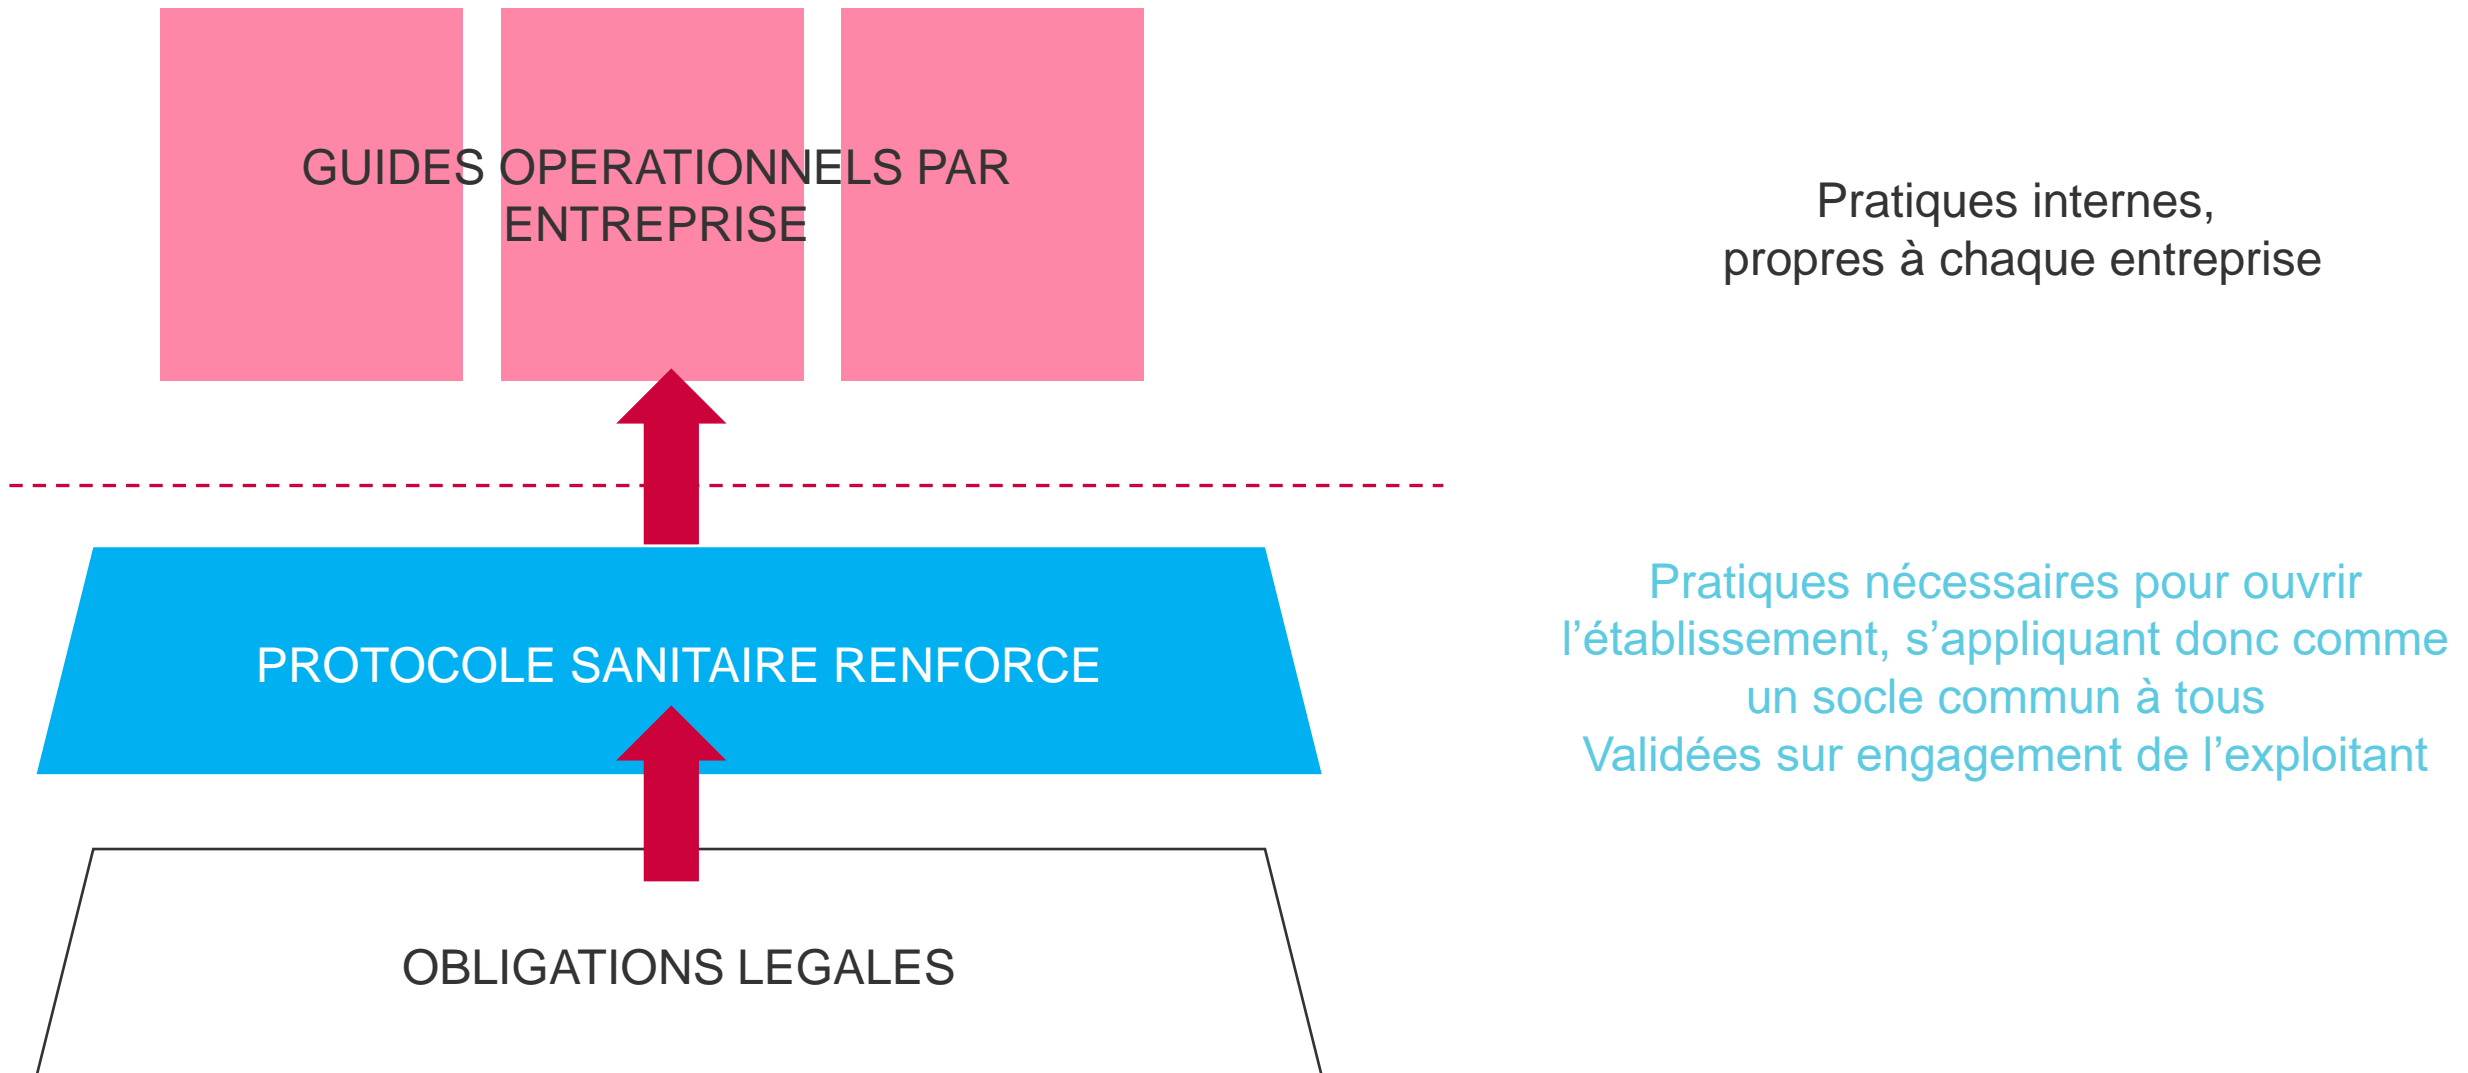 GUIDES OPERATIONNELS PAR
ENTREPRISE
Pratiques internes,
propres à chaque entreprise
PROTOCOLE SANITAIRE RENFORCE
Pratiques nécessaires pour ouvrir
l’établissement, s’appliquant donc comme
un socle commun à tous
Validées sur engagement de l’exploitant
OBLIGATIONS LEGALES